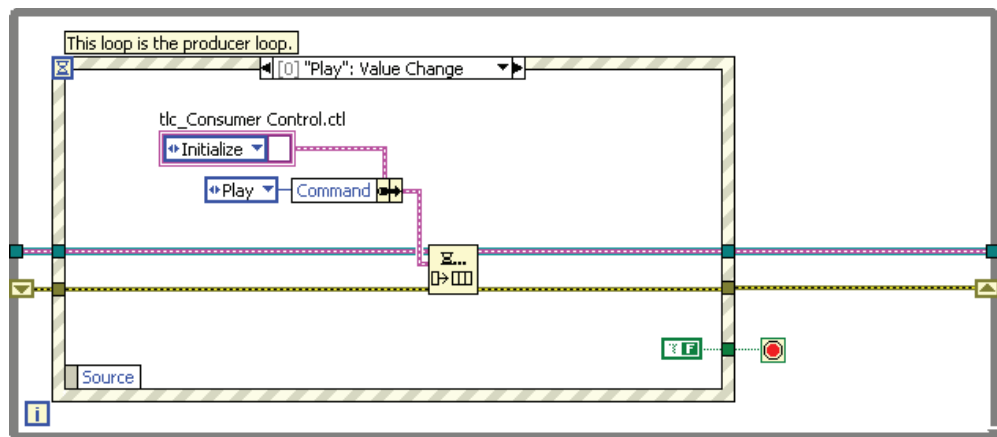 This loop is the producer loop.
[0] "Play": Value Change
tlc_Consumer Control.ctl
Initialize
Play Command
F
Source
i